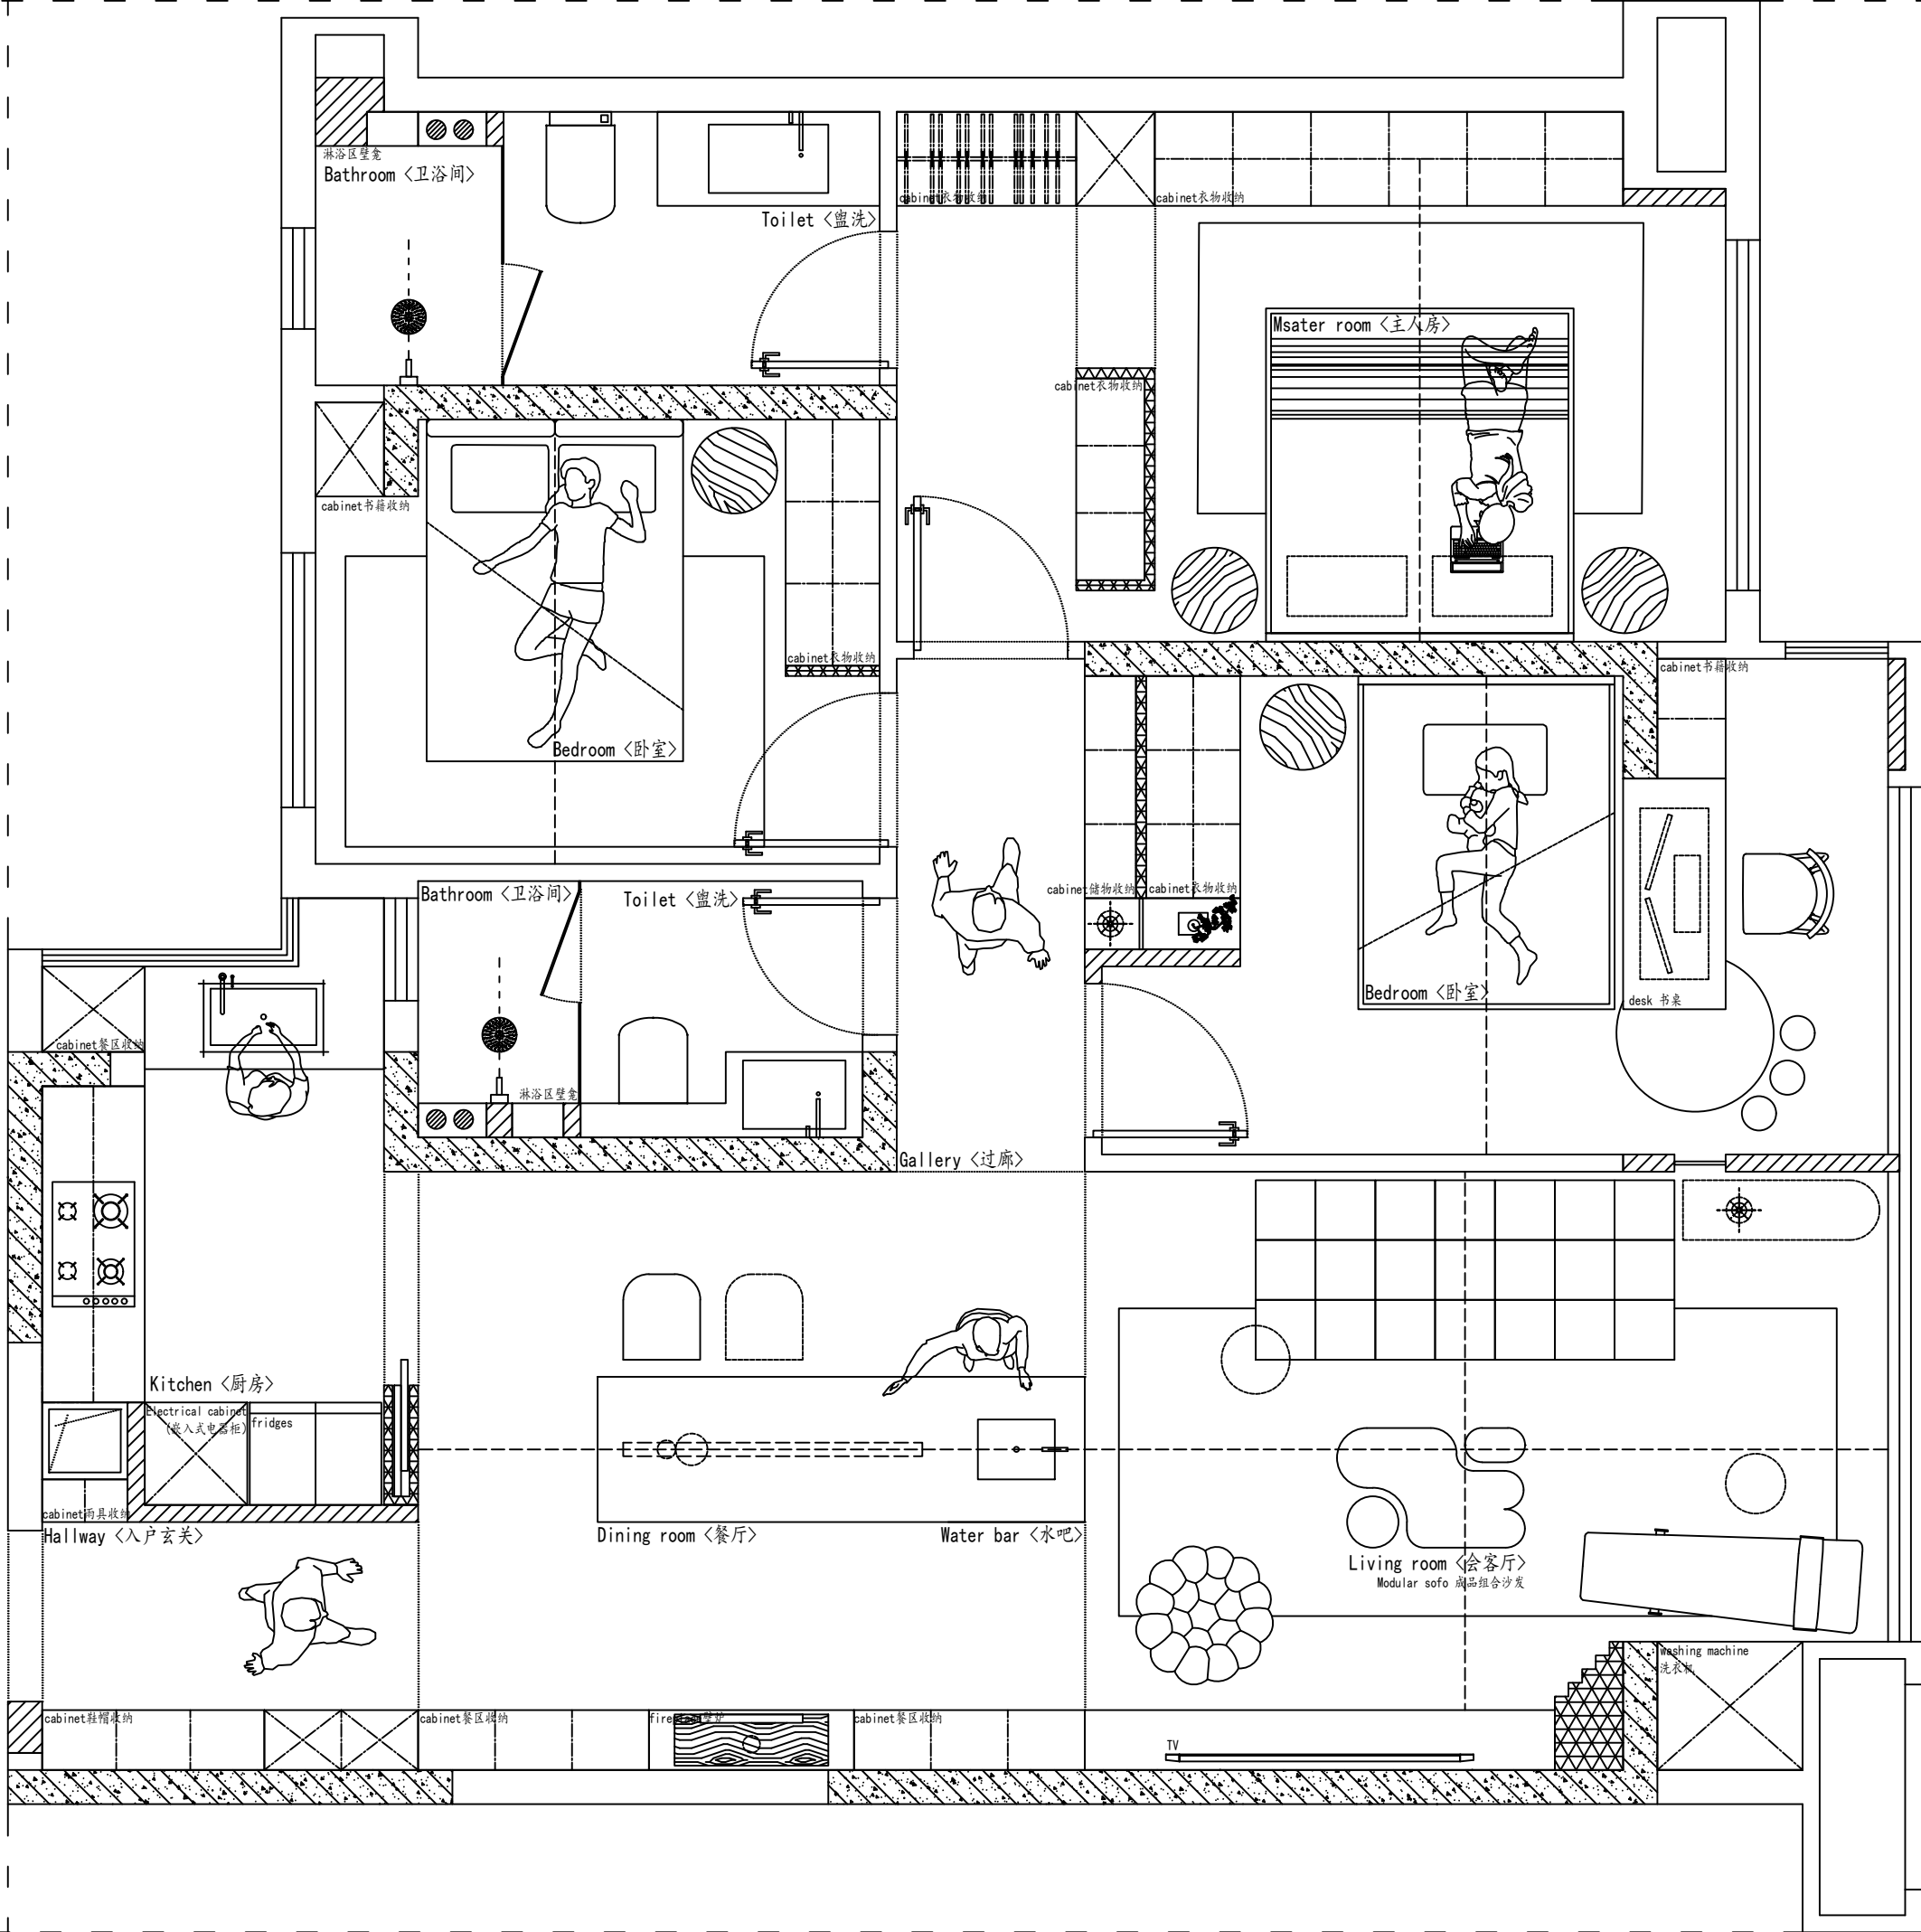 淋浴区壁龛
Bathroom〈卫浴间〉
Toilet〈盥洗〉
cabinet衣物收纳
cabinet衣物收纳
Msater room〈主人房〉
cabinet衣物收纳
cabinet书籍收纳
cabinet衣物收纳
cabinet书籍收纳
Bedroom〈卧室〉
Bathroom〈卫浴间〉
Toilet〈盥洗〉
cabinet储物收纳
cabinet衣物收纳
Bedroom〈卧室〉
desk 书桌
cabinet餐区收纳
淋浴区壁龛
Gallery〈过廊〉
Kitchen〈厨房〉
Electrical cabinet
(嵌入式电器柜)
fridges
cabinet雨具收纳
Hallway〈入户玄关〉
Dining room〈餐厅〉
Water bar〈水吧〉
Living room〈会客厅〉
Modular sofo 成品组合沙发
washing machine
洗衣机
cabinet鞋帽收纳
cabinet餐区收纳
cabinet餐区收纳
TV